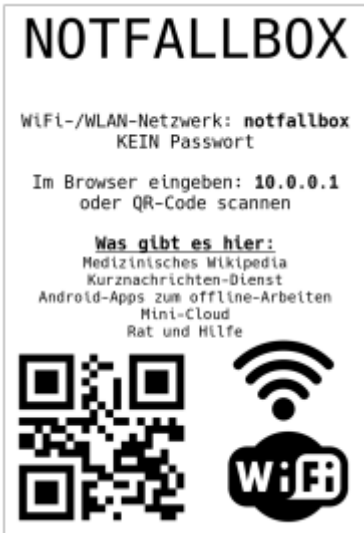 NOTFALLBOX
WiFi-/WLAN-Netzwerk: notfallbox
KEIN Passwort
Im Browser eingeben: 10.0.0.1
oder QR-Code scannen
Was gibt es hier:
Medizinisches Wikipedia
Kurznachrichten-Dienst
Android-Apps zum offline-Arbeiten
Mini-Cloud
Rat und Hilfe
WiFi